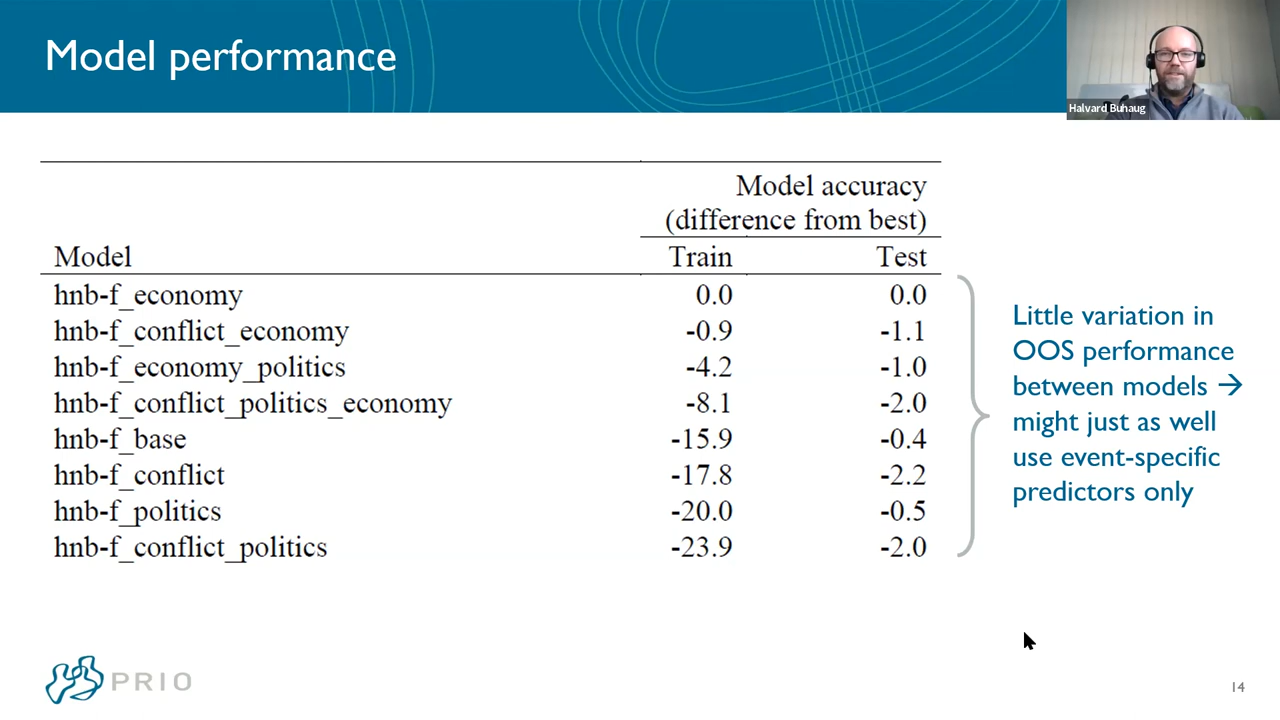 Model performance
Halvard Buhaug
Model accuracy
(difference from best)
Model Train Test
hnb-f_economy 0.0 0.0
hnb-f_conflict_economy -0.9 -1.1
hnb-f_economy_politics -4.2 -1.0
hnb-f_conflict_politics_economy -8.1 -2.0
hnb-f_base -15.9 -0.4
hnb-f_conflict -17.8 -2.2
hnb-f_politics -20.0 -0.5
hnb-f_conflict_politics -23.9 -2.0
Little variation in
OOS performance
between models →
might just as well
use event-specific
predictors only
PRIO
14